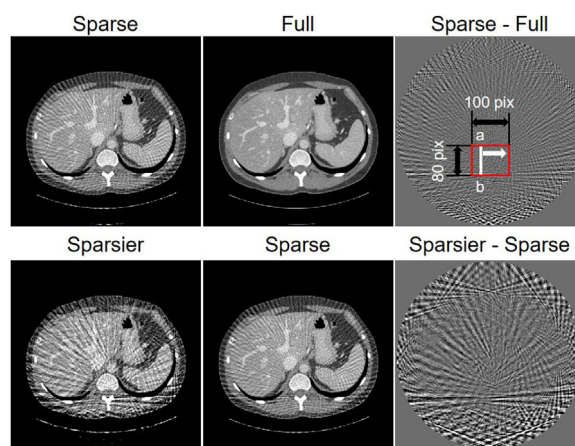 Sparse Full Sparse - Full
100 pix
a
80 pix
b
Sparsier Sparse Sparsier - Sparse